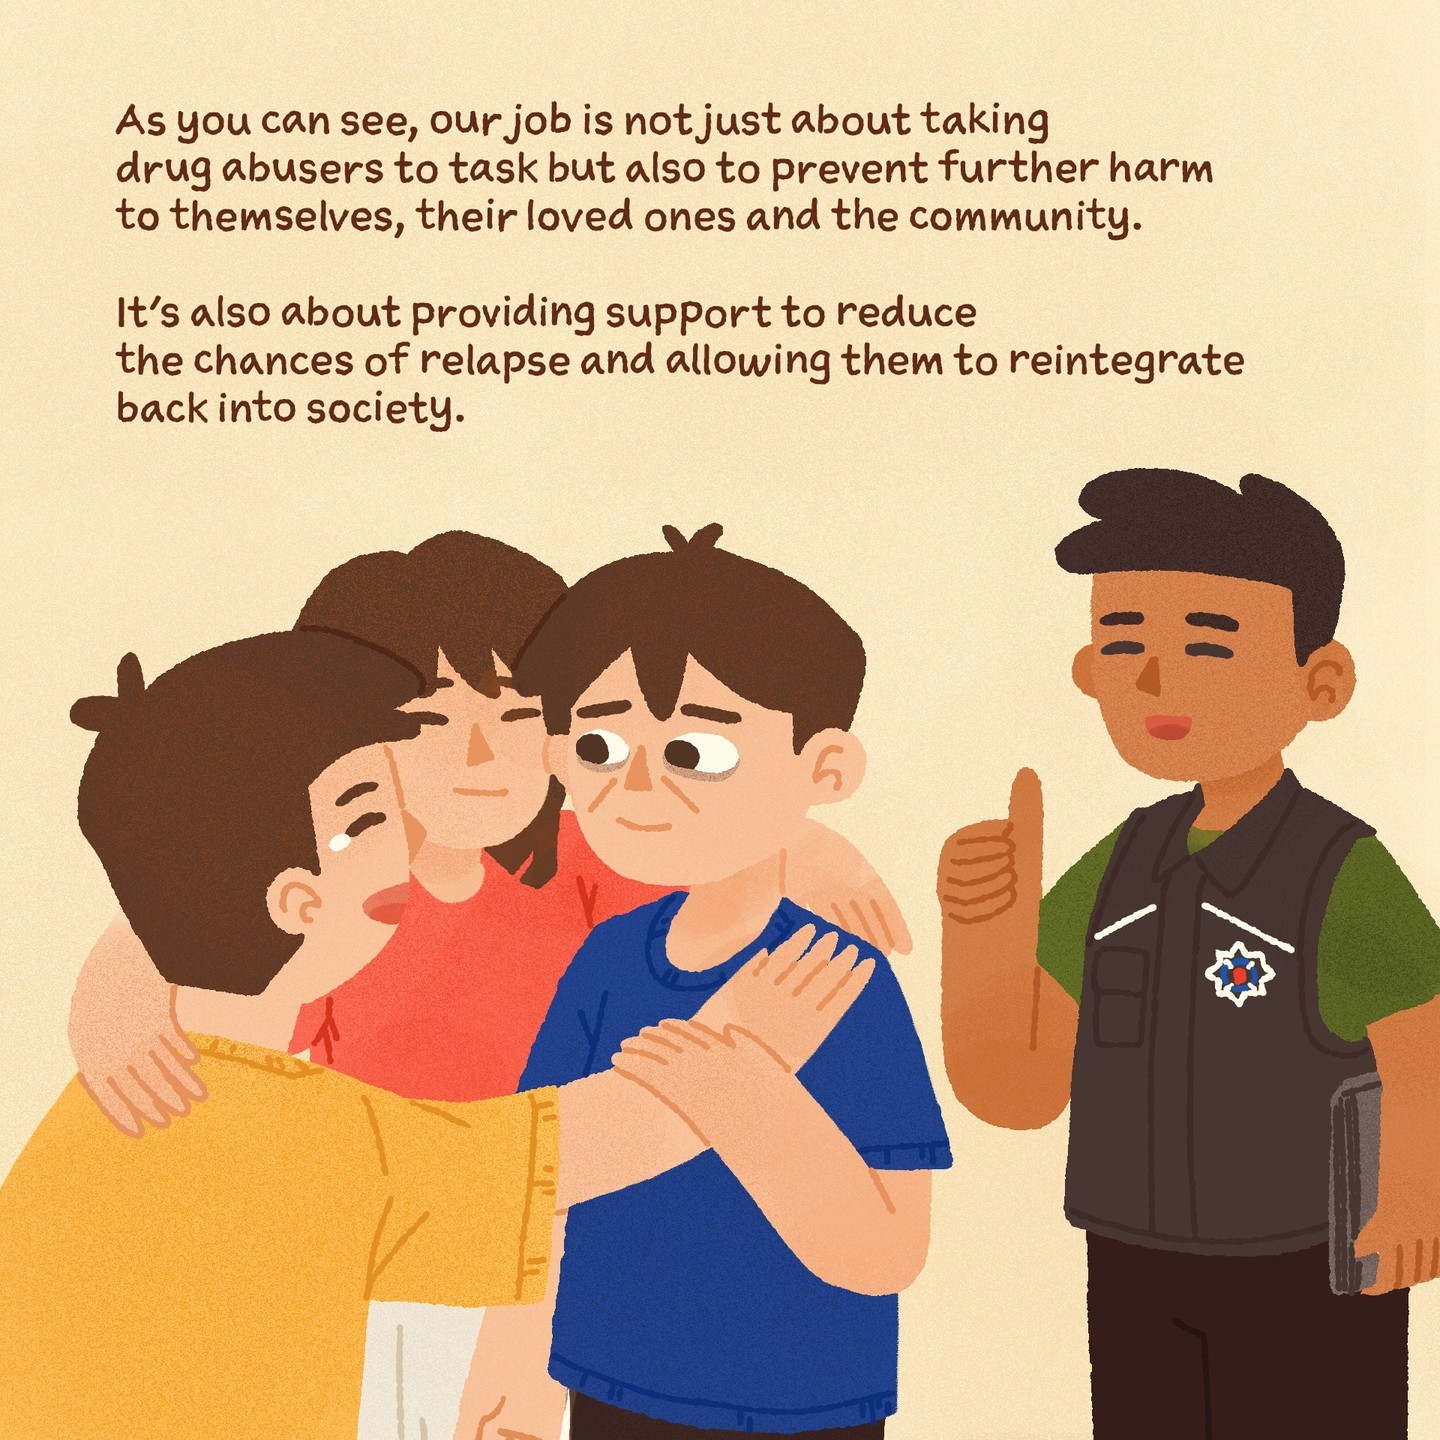 As you can see, our job is not just about taking
drug abusers to task but also to prevent further harm
to themselves, their loved ones and the community.
It's also about providing support to reduce
the chances of relapse and allowing them to reintegrate
back into society.